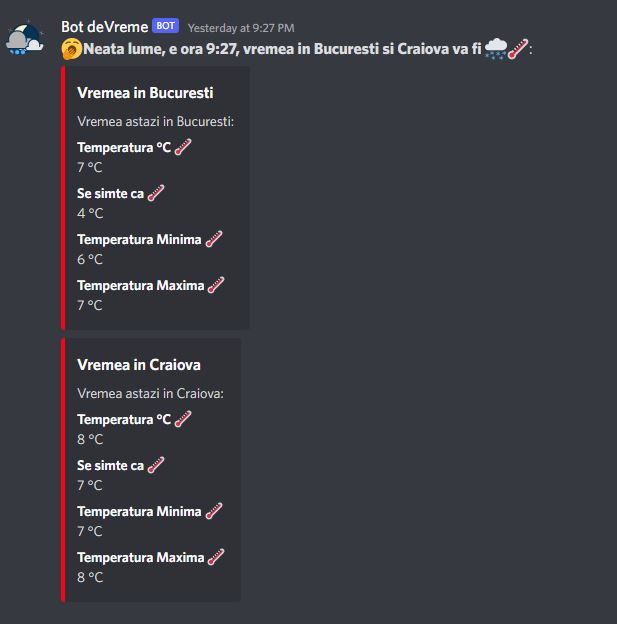 Bot deVreme BOT Yesterday at 9:27 PM
Neata lume, e ora 9:27, vremea in Bucuresti si Craiova va fi 🌨️🌡️:
Vremea in Bucuresti
Vremea astazi in Bucuresti:
Temperatura °C 🌡️
7 °C
Se simte ca 🌡️
4 °C
Temperatura Minima 🌡️
6 °C
Temperatura Maxima 🌡️
7 °C
Vremea in Craiova
Vremea astazi in Craiova:
Temperatura °C 🌡️
8 °C
Se simte ca 🌡️
7 °C
Temperatura Minima 🌡️
7 °C
Temperatura Maxima 🌡️
8 °C